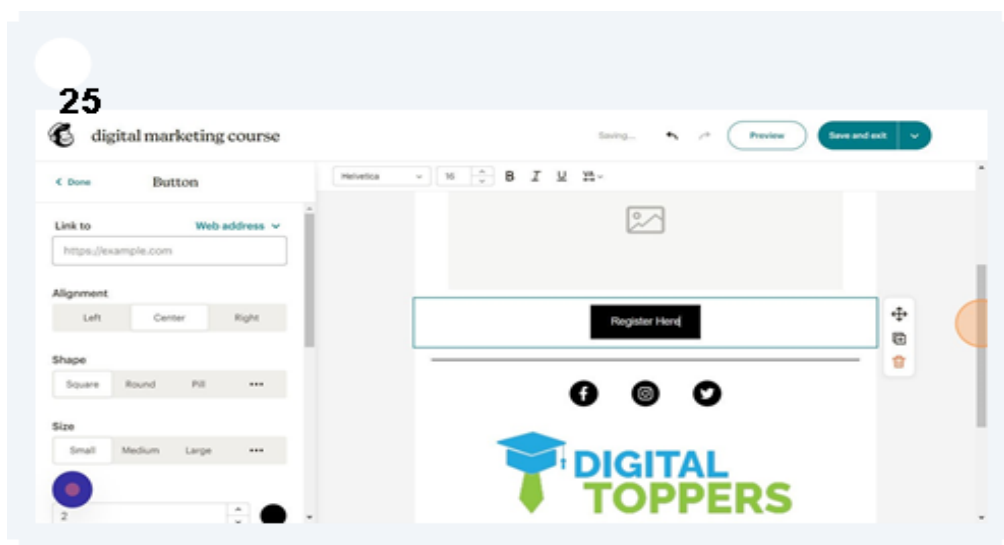 25
digital marketing course
Saving...
Preview
Save and exit
Done
Button
Helvetica
16
B I U
Link to
Web address
https://example.com
Alignment
Left Center Right
Register Here
Shape
Square Round Pill
Size
Small Medium Large
DIGITAL
TOPPERS
2